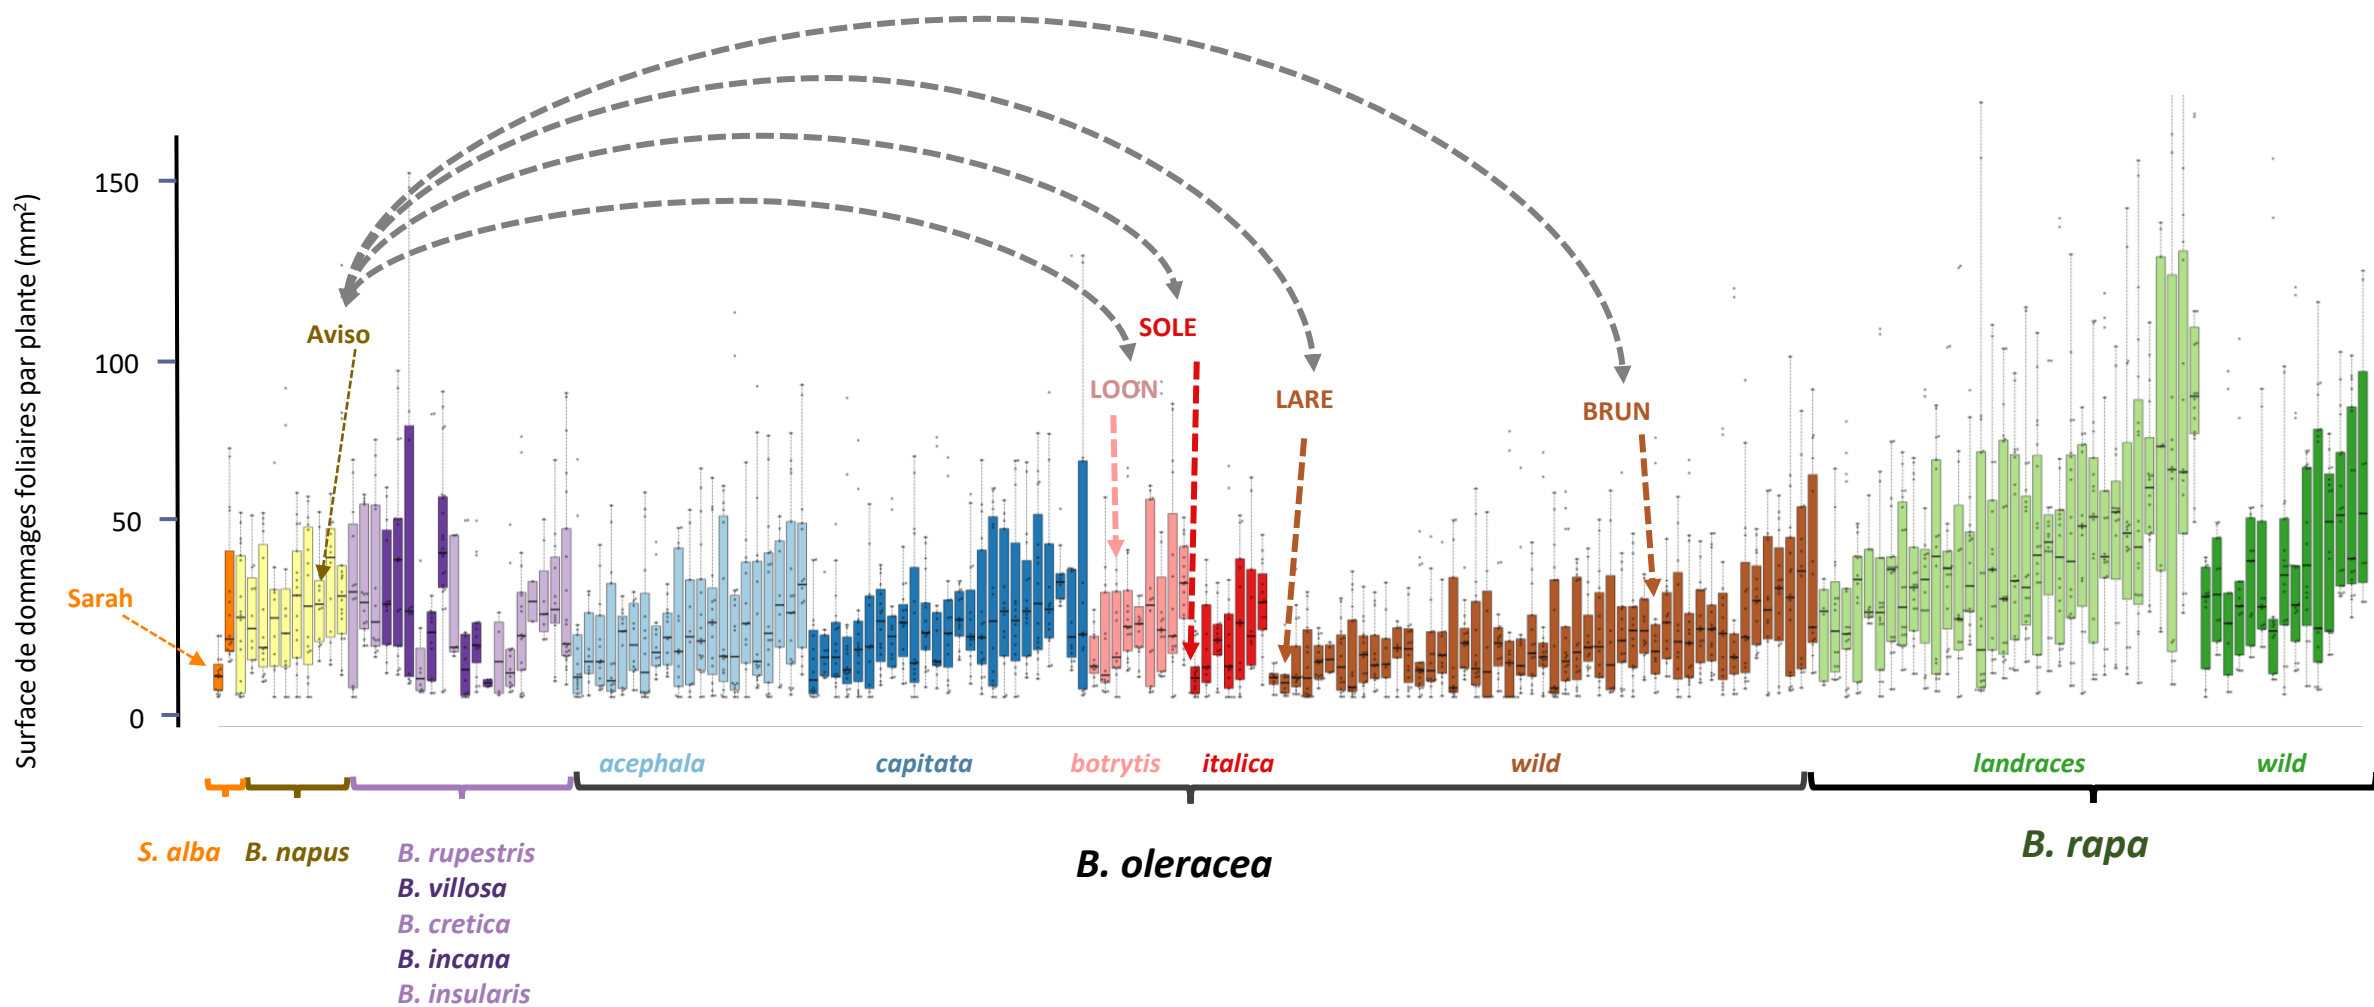 Surface de dommages foliaires par plante (mm²)
150
100
50
0
Sarah
Aviso
LOON
SOLE
LARE
BRUN
acephala
capitata
botrytis
italica
wild
landraces
wild
S. alba
B. napus
B. rupestris
B. villosa
B. cretica
B. incana
B. insularis
B. oleracea
B. rapa